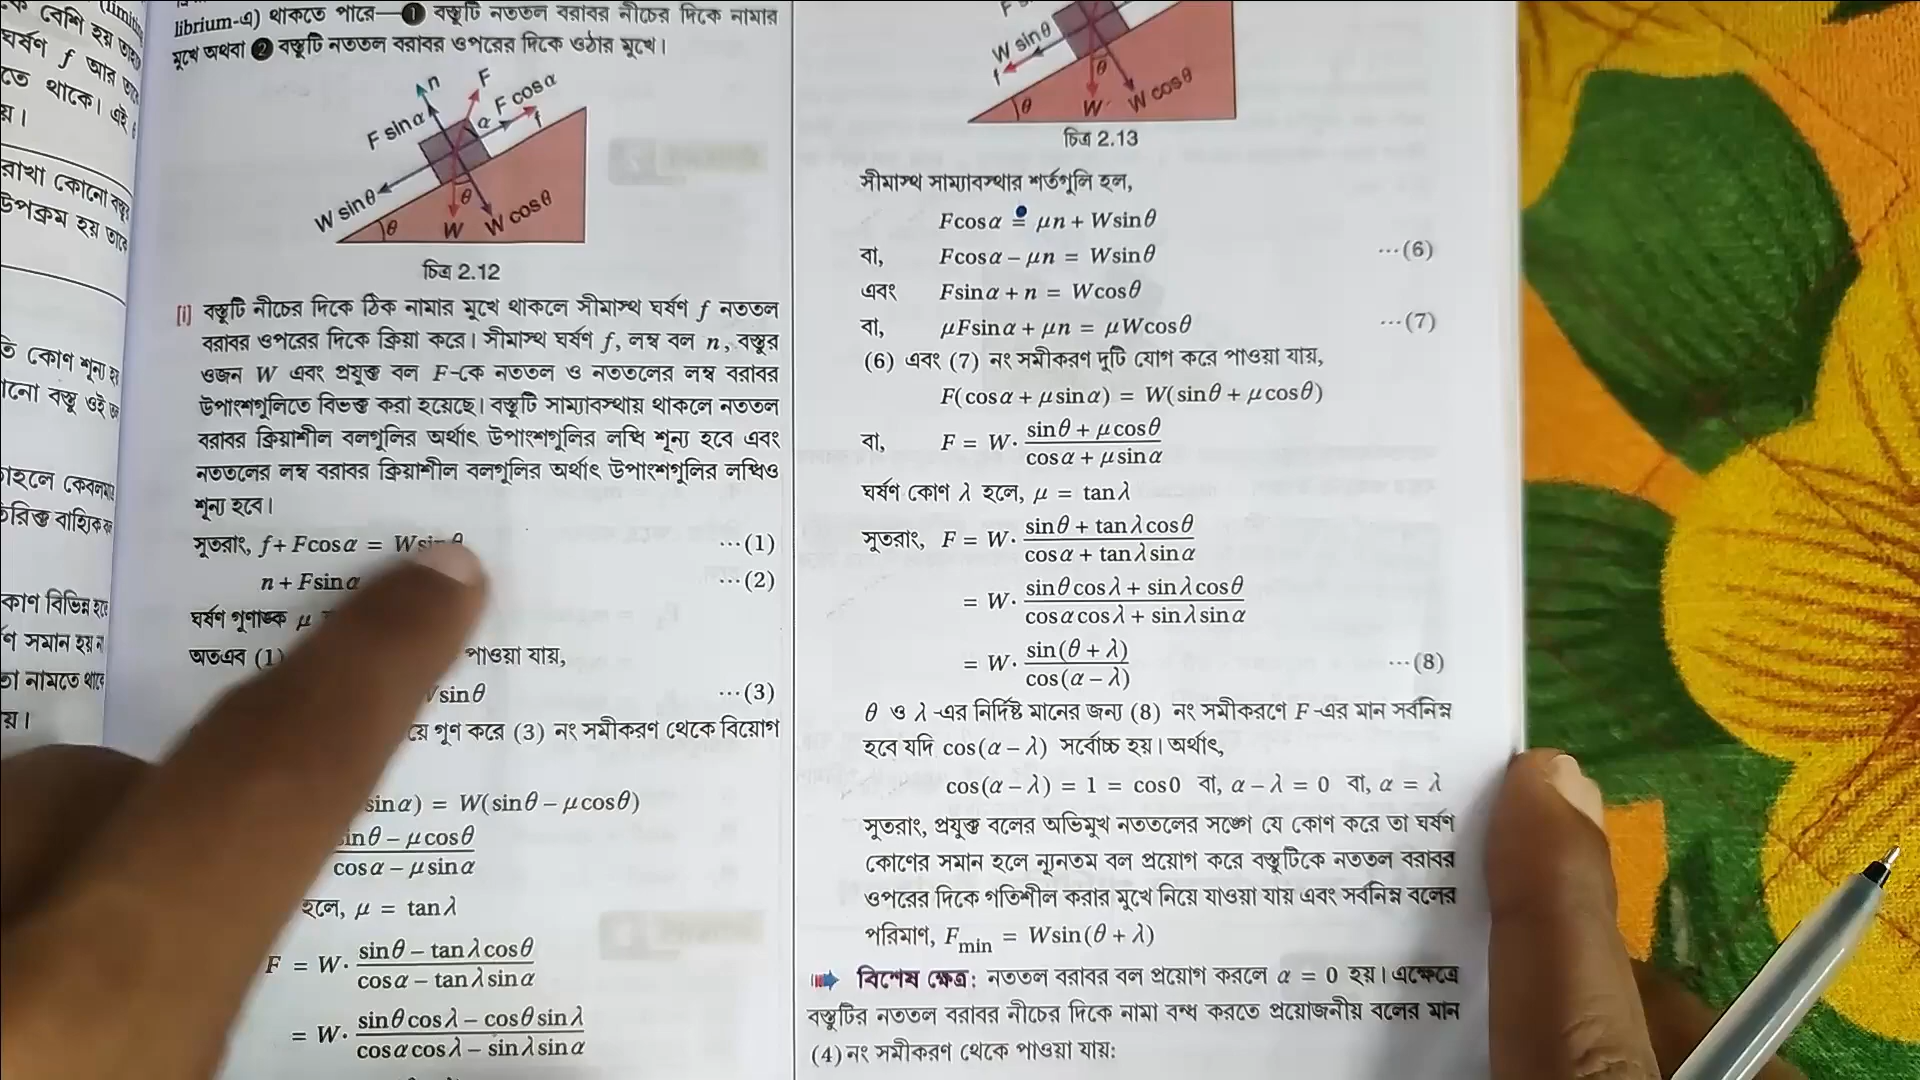 librium-এ) থাকতে পারে—❶ বস্তুটি নততল বরাবর নীচের দিকে নামার
মুখে অথবা ❷ বস্তুটি নততল বরাবর ওপরের দিকে ওঠার মুখে।
n
F
F cosα
F sinα
α
f
W sinθ
θ
θ
W
W cosθ
চিত্র 2.12
[i] বস্তুটি নীচের দিকে ঠিক নামার মুখে থাকলে সীমাস্থ ঘর্ষণ f নততল
বরাবর ওপরের দিকে ক্রিয়া করে। সীমাস্থ ঘর্ষণ f, লম্ব বল n, বস্তুর
ওজন W এবং প্রযুক্ত বল F-কে নততল ও নততলের লম্ব বরাবর
উপাংশগুলিতে বিভক্ত করা হয়েছে। বস্তুটি সাম্যাবস্থায় থাকলে নততল
বরাবর ক্রিয়াশীল বলগুলির অর্থাৎ উপাংশগুলির লব্ধি শূন্য হবে এবং
নততলের লম্ব বরাবর ক্রিয়াশীল বলগুলির অর্থাৎ উপাংশগুলির লব্ধিও
শূন্য হবে।
সুতরাং, f + Fcosα = Wsinθ ...(1)
n + Fsinα ...(2)
ঘর্ষণ গুণাঙ্ক μ
অতএব (1) পাওয়া যায়,
Wsinθ ...(3)
গুণ করে (3) নং সমীকরণ থেকে বিয়োগ
sinα) = W(sinθ − μcosθ)
sinθ − μcosθ
cosα − μsinα
হলে, μ = tanλ
F = W· sinθ − tanλcosθ
cosα − tanλsinα
= W· sinθcosλ − cosθsinλ
cosαcosλ − sinλsinα
W sinθ
f
θ
θ
W
W cosθ
চিত্র 2.13
সীমাস্থ সাম্যাবস্থার শর্তগুলি হল,
Fcosα = μn + Wsinθ
বা, Fcosα − μn = Wsinθ ...(6)
এবং Fsinα + n = Wcosθ
বা, μFsinα + μn = μWcosθ ...(7)
(6) এবং (7) নং সমীকরণ দুটি যোগ করে পাওয়া যায়,
F(cosα + μsinα) = W(sinθ + μcosθ)
বা, F = W· sinθ + μcosθ
cosα + μsinα
ঘর্ষণ কোণ λ হলে, μ = tanλ
সুতরাং, F = W· sinθ + tanλcosθ
cosα + tanλsinα
= W· sinθcosλ + sinλcosθ
cosαcosλ + sinλsinα
= W· sin(θ + λ)
cos(α − λ) ...(8)
θ ও λ-এর নির্দিষ্ট মানের জন্য (8) নং সমীকরণে F-এর মান সর্বনিম্ন
হবে যদি cos(α − λ) সর্বোচ্চ হয়। অর্থাৎ,
cos(α − λ) = 1 = cos0 বা, α − λ = 0 বা, α = λ
সুতরাং, প্রযুক্ত বলের অভিমুখ নততলের সঙ্গে যে কোণ করে তা ঘর্ষণ
কোণের সমান হলে ন্যূনতম বল প্রয়োগ করে বস্তুটিকে নততল বরাবর
ওপরের দিকে গতিশীল করার মুখে নিয়ে যাওয়া যায় এবং সর্বনিম্ন বলের
পরিমাণ, Fmin = Wsin(θ + λ)
বিশেষ ক্ষেত্র: নততল বরাবর বল প্রয়োগ করলে α = 0 হয়। এক্ষেত্রে
বস্তুটির নততল বরাবর নীচের দিকে নামা বন্ধ করতে প্রয়োজনীয় বলের মান
(4) নং সমীকরণ থেকে পাওয়া যায়: